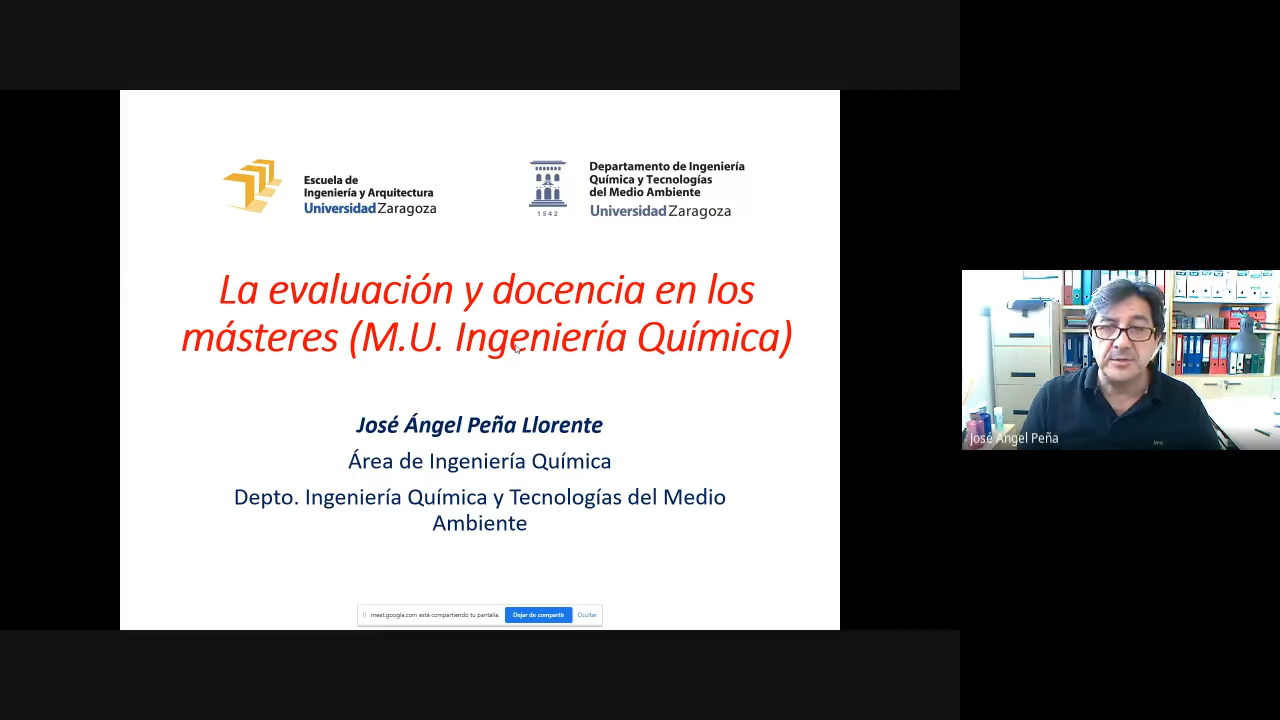 Escuela de
Ingeniería y Arquitectura
Universidad Zaragoza
1542
Departamento de Ingeniería
Química y Tecnologías
del Medio Ambiente
Universidad Zaragoza
La evaluación y docencia en los
másteres (M.U. Ingeniería Química)
José Ángel Peña Llorente
Área de Ingeniería Química
Depto. Ingeniería Química y Tecnologías del Medio
Ambiente
meet.google.com está compartiendo tu pantalla.
Dejar de compartir
Ocultar
José Ángel Peña